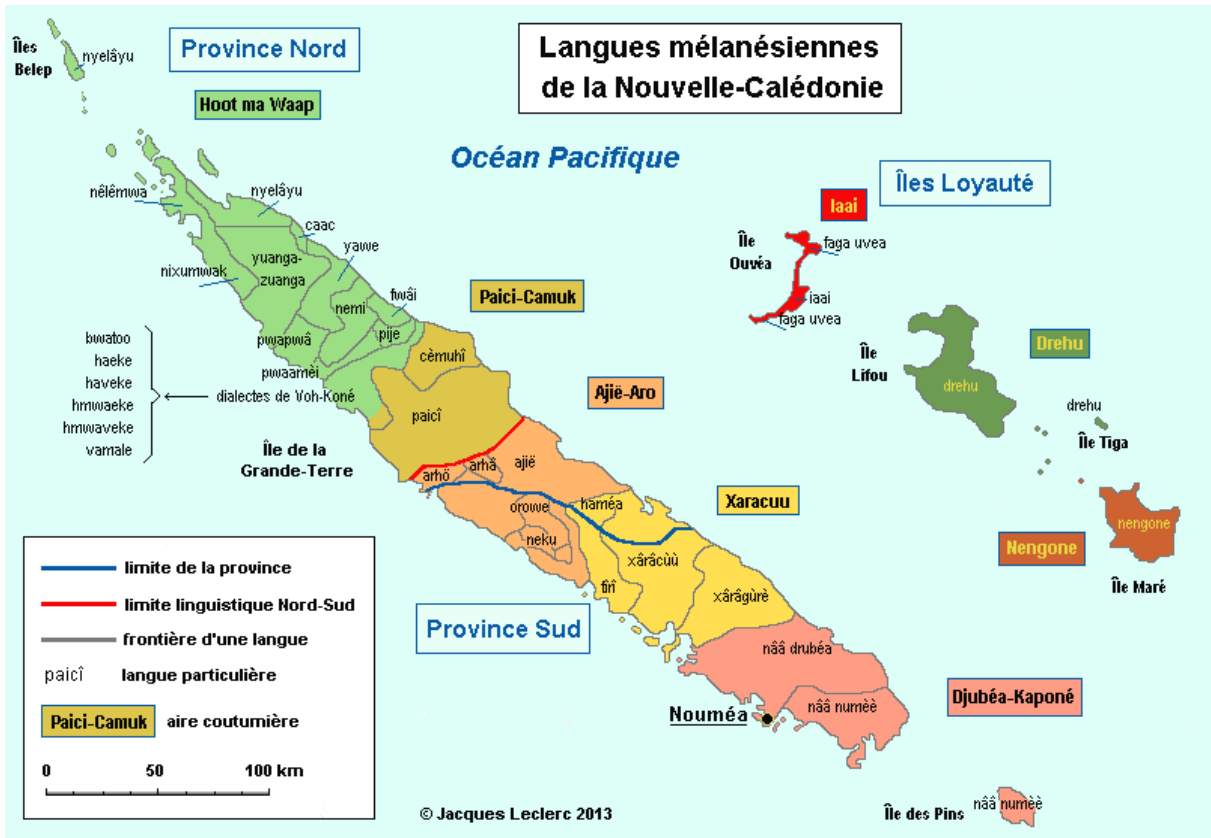 Langues mélanésiennes
de la Nouvelle-Calédonie
Îles
Belep
nyelâyu
Province Nord
Hoot ma Waap
Océan Pacifique
Îles Loyauté
nêlêmwa
nyelâyu
caac
yawe
yuanga-
zuanga
nixumwak
nemi
fwâi
pije
pwapwâ
pwaamèi
dialectes de Voh-Koné
bwatoo
haeke
haveke
hmwaeke
hmwaveke
vamale
Paici-Camuk
cèmuhî
paicî
Île de la
Grande-Terre
Iaai
Île
Ouvéa
faga uvea
iaai
faga uvea
Drehu
Île
Lifou
drehu
drehu
Île Tiga
Ajië-Aro
arhö
arhâ
ajië
orowe
neku
Nengone
nengone
Île Maré
Xaracuu
haméa
xârâcùù
tîrî
xârâgùrè
Province Sud
nââ drubéa
nââ numèè
Djubéa-Kaponé
Nouméa
Île des Pins
nââ numèè
limite de la province
limite linguistique Nord-Sud
frontière d'une langue
paicî
langue particulière
Paici-Camuk
aire coutumière
0 50 100 km
© Jacques Leclerc 2013